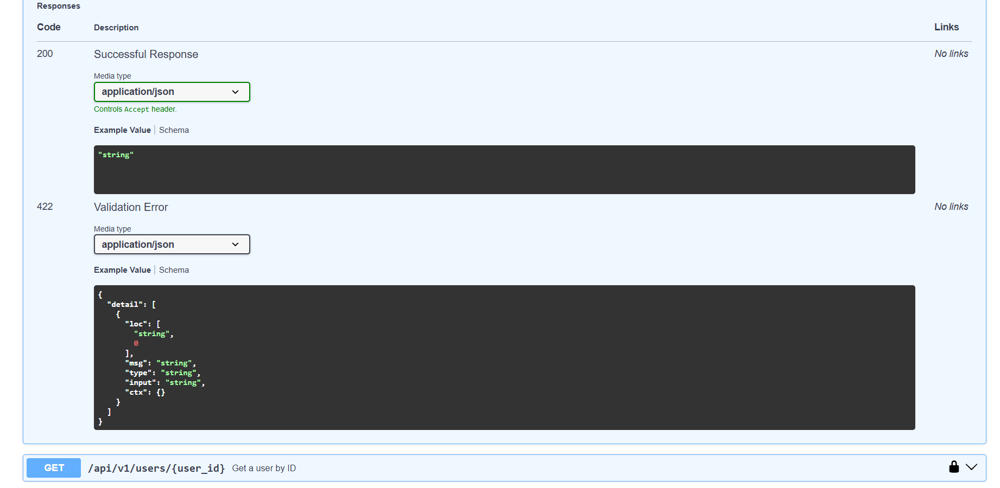 Responses
Code Description Links
200 Successful Response No links
Media type
application/json
Controls Accept header.
Example Value Schema
"string"
422 Validation Error No links
Media type
application/json
Example Value Schema
{
  "detail": [
    {
      "loc": [
        "string",
        0
      ],
      "msg": "string",
      "type": "string",
      "input": "string",
      "ctx": {}
    }
  ]
}
GET /api/v1/users/{user_id} Get a user by ID